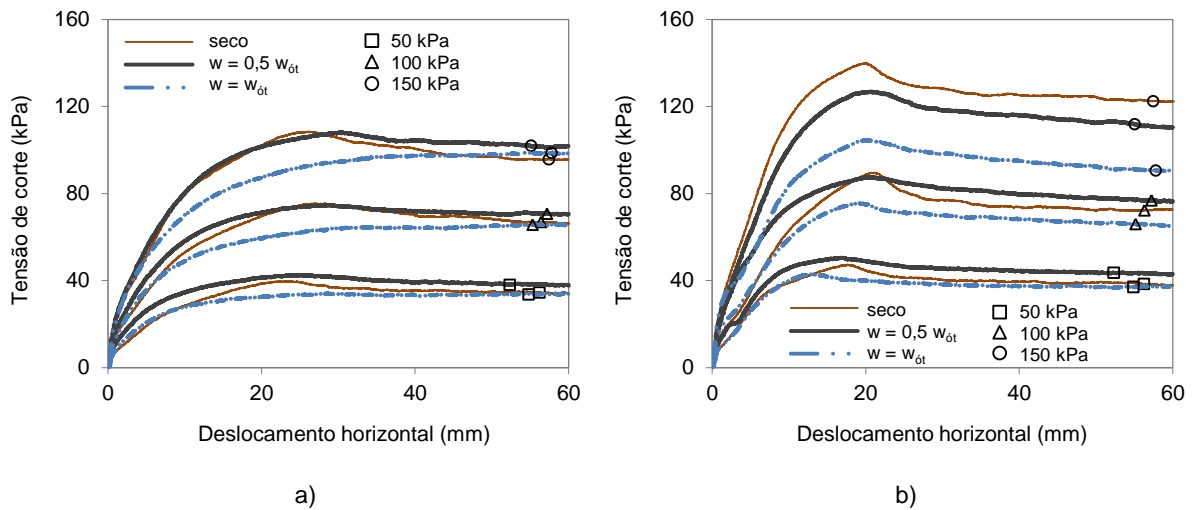 Tensão de corte (kPa)
160
120
80
40
0
seco
w = 0,5 wót
w = wót
50 kPa
100 kPa
150 kPa
0
20
40
60
Deslocamento horizontal (mm)
a)
Tensão de corte (kPa)
160
120
80
40
0
seco
w = 0,5 wót
w = wót
50 kPa
100 kPa
150 kPa
0
20
40
60
Deslocamento horizontal (mm)
b)